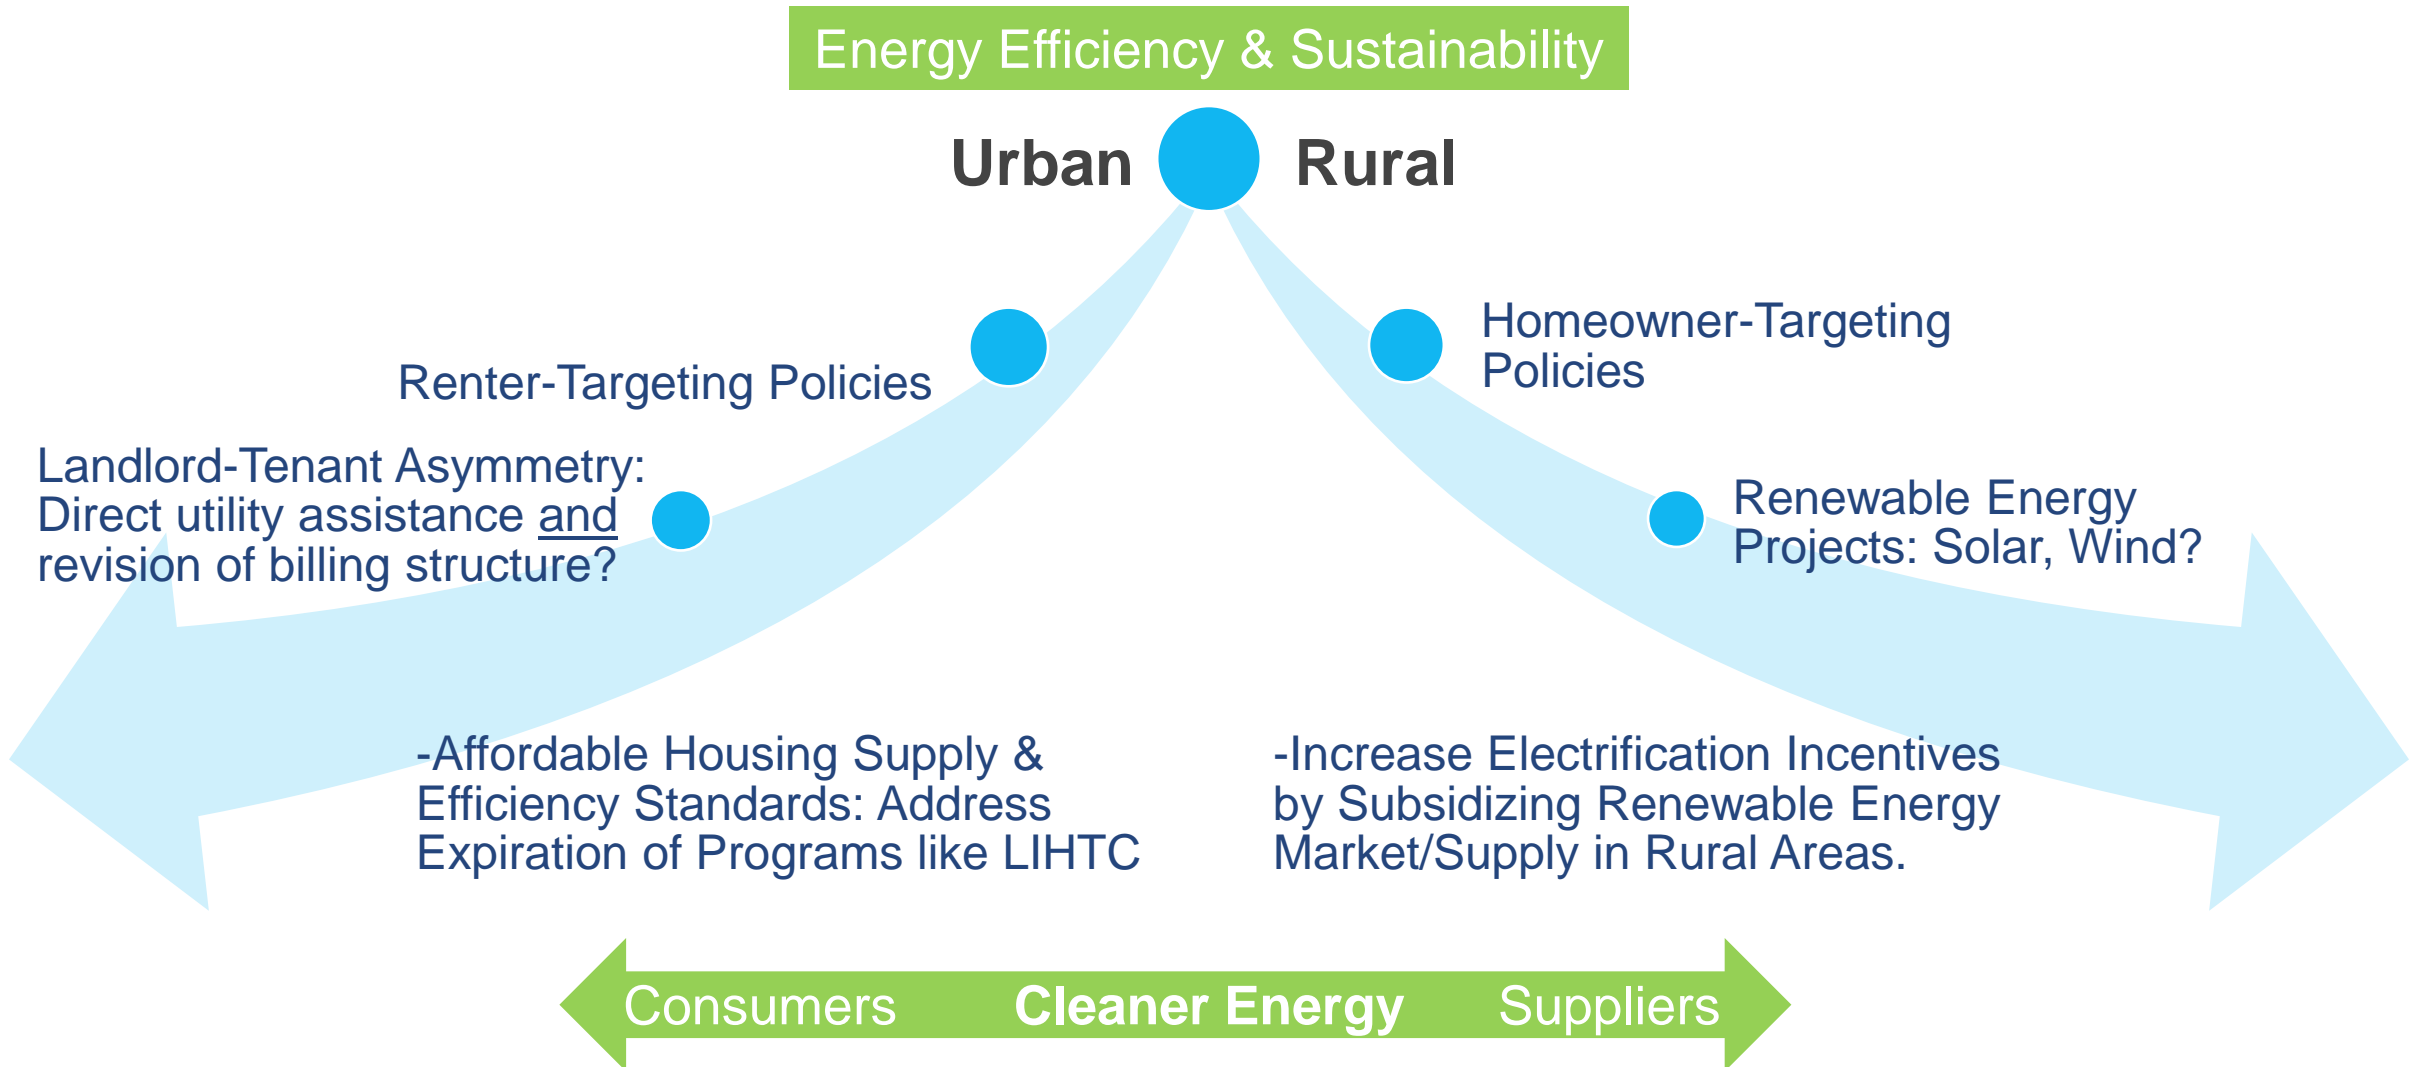 Energy Efficiency & Sustainability
Urban
Rural
Renter-Targeting Policies
Landlord-Tenant Asymmetry:
Direct utility assistance and
revision of billing structure?
Homeowner-Targeting
Policies
Renewable Energy
Projects: Solar, Wind?
-Affordable Housing Supply &
Efficiency Standards: Address
Expiration of Programs like LIHTC
-Increase Electrification Incentives
by Subsidizing Renewable Energy
Market/Supply in Rural Areas.
Consumers
Cleaner Energy
Suppliers